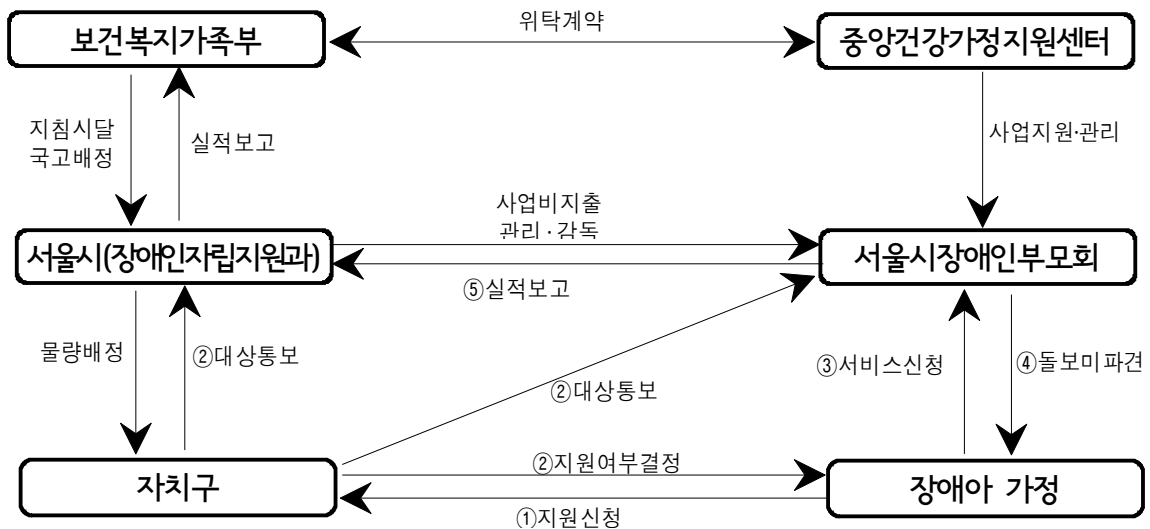 보건복지가족부
위탁계약
중앙건강가정지원센터
지침시달
국고배정
실적보고
사업지원·관리
사업비지출
관리·감독
서울시(장애인자립지원과)
서울시장애인부모회
⑤실적보고
물량배정
②대상통보
③서비스신청
④돌보미파견
②대상통보
②지원여부결정
자치구
장애아 가정
①지원신청